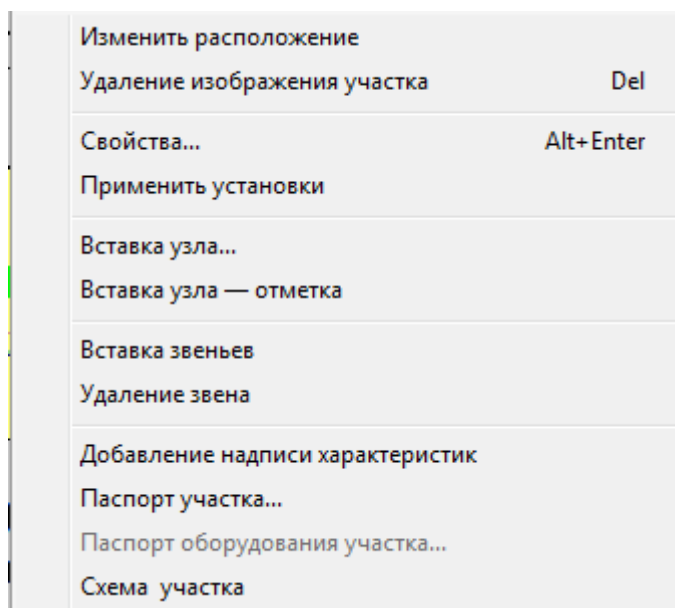 Изменить расположение
Удаление изображения участка Del
Свойства... Alt+Enter
Применить установки
Вставка узла...
Вставка узла — отметка
Вставка звеньев
Удаление звена
Добавление надписи характеристик
Паспорт участка...
Паспорт оборудования участка...
Схема  участка